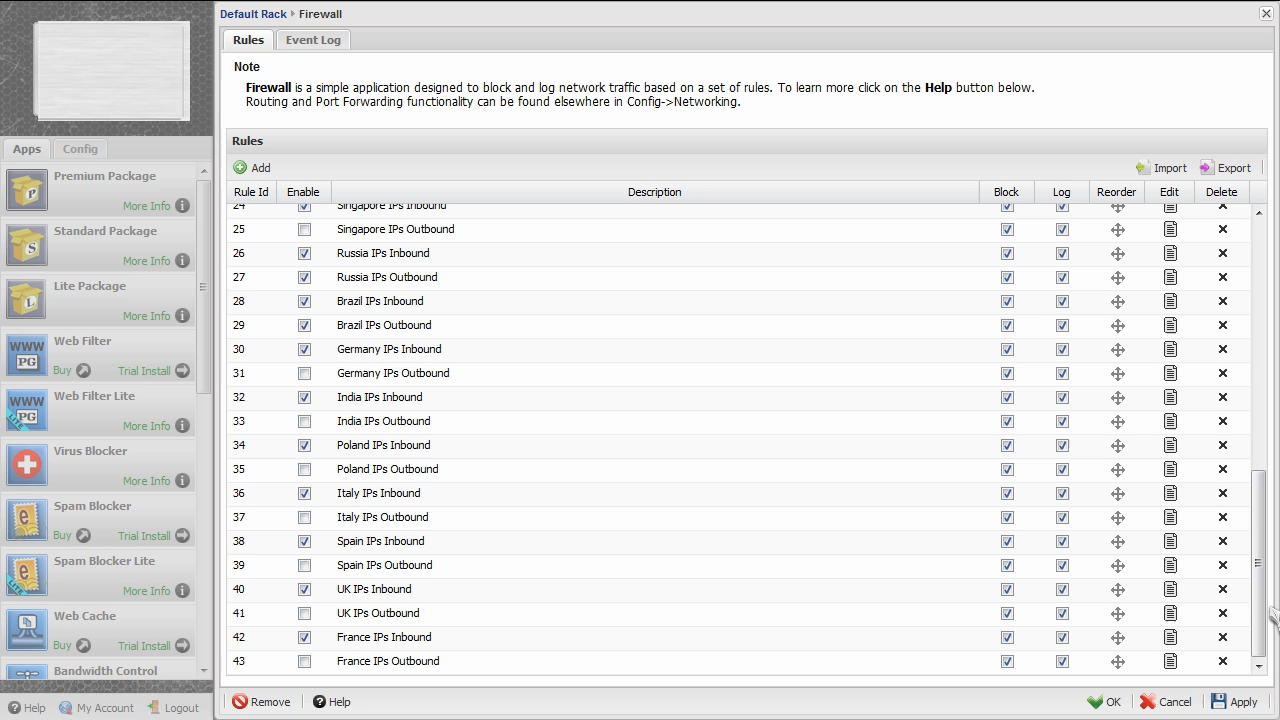 Default Rack Firewall
Rules Event Log
Note
Firewall is a simple application designed to block and log network traffic based on a set of rules. To learn more click on the Help button below.
Routing and Port Forwarding functionality can be found elsewhere in Config->Networking.
Rules
Add Import Export
Rule Id Enable Description Block Log Reorder Edit Delete
24 Singapore IPs Inbound
25 Singapore IPs Outbound
26 Russia IPs Inbound
27 Russia IPs Outbound
28 Brazil IPs Inbound
29 Brazil IPs Outbound
30 Germany IPs Inbound
31 Germany IPs Outbound
32 India IPs Inbound
33 India IPs Outbound
34 Poland IPs Inbound
35 Poland IPs Outbound
36 Italy IPs Inbound
37 Italy IPs Outbound
38 Spain IPs Inbound
39 Spain IPs Outbound
40 UK IPs Inbound
41 UK IPs Outbound
42 France IPs Inbound
43 France IPs Outbound
Remove Help OK Cancel Apply
Apps Config
P
Premium Package
More Info
S
Standard Package
More Info
L
Lite Package
More Info
WWW
PG
Web Filter
Buy Trial Install
WWW
PG
LITE
Web Filter Lite
More Info
Virus Blocker
More Info
e
Spam Blocker
Buy Trial Install
e
LITE
Spam Blocker Lite
More Info
Web Cache
Buy Trial Install
Bandwidth Control
Help My Account Logout